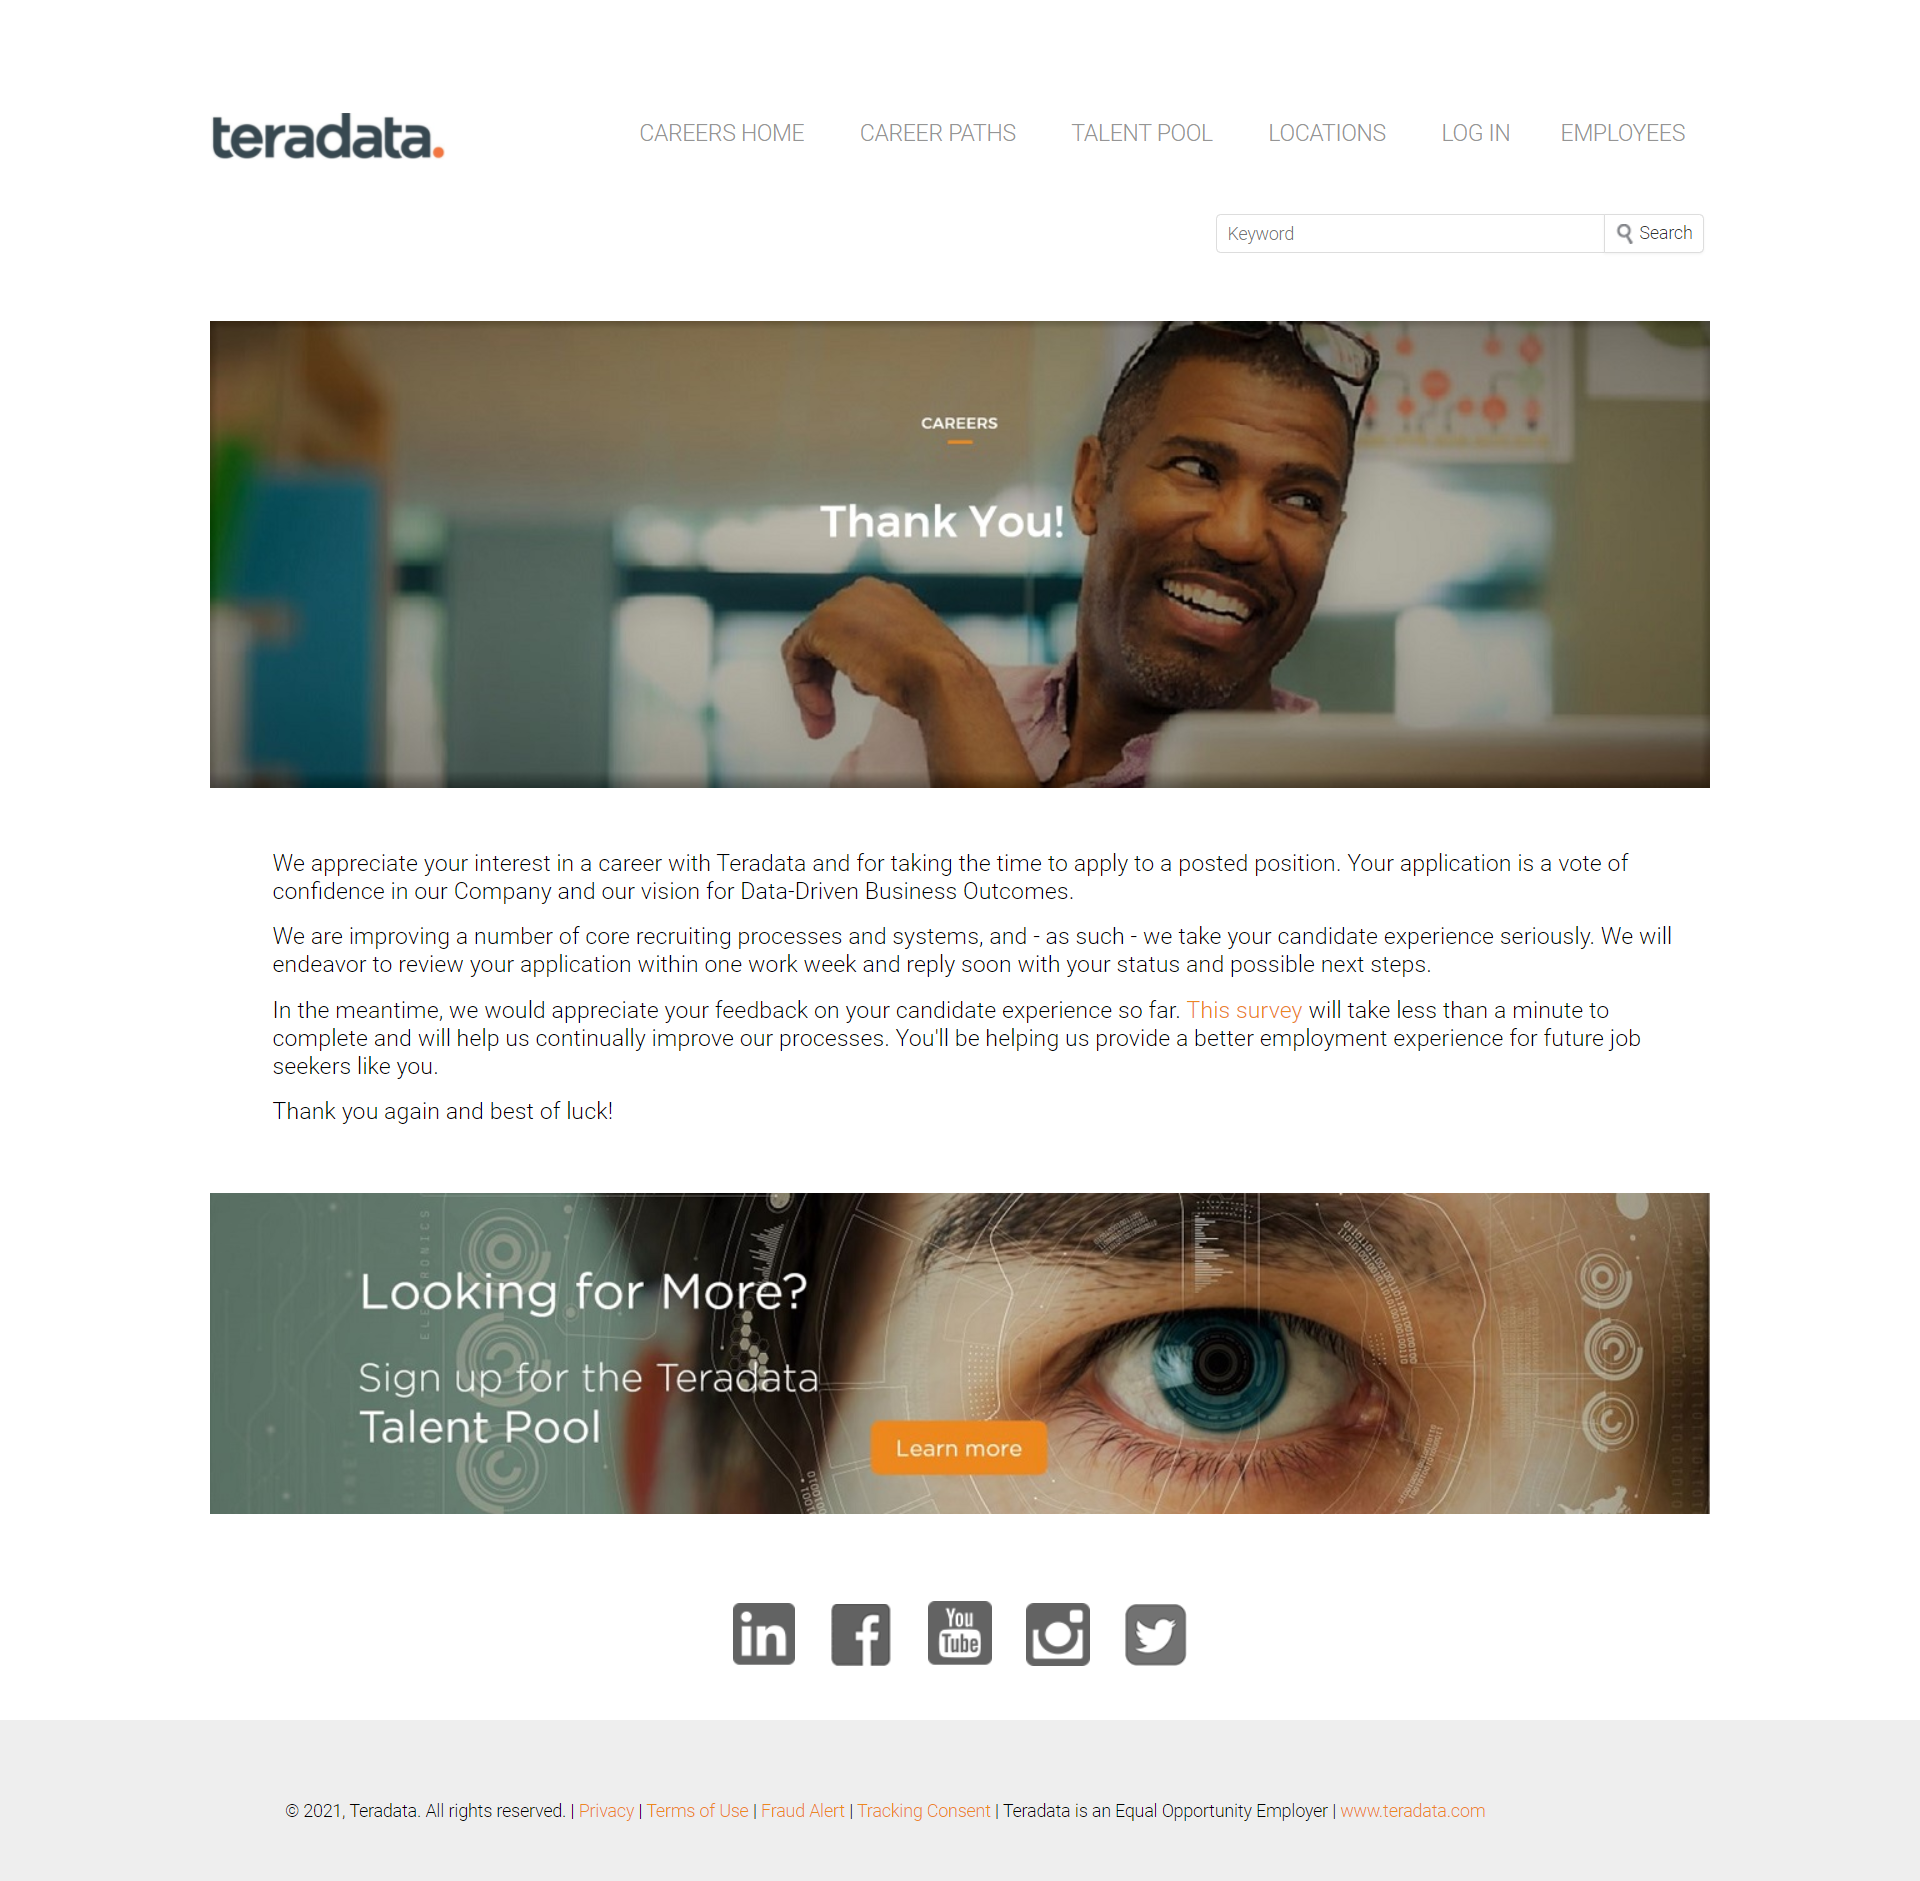 teradata.
CAREERS HOME
CAREER PATHS
TALENT POOL
LOCATIONS
LOG IN
EMPLOYEES
Keyword
Search
CAREERS
Thank You!
We appreciate your interest in a career with Teradata and for taking the time to apply to a posted position. Your application is a vote of
confidence in our Company and our vision for Data-Driven Business Outcomes.
We are improving a number of core recruiting processes and systems, and - as such - we take your candidate experience seriously. We will
endeavor to review your application within one work week and reply soon with your status and possible next steps.
In the meantime, we would appreciate your feedback on your candidate experience so far. This survey will take less than a minute to
complete and will help us continually improve our processes. You'll be helping us provide a better employment experience for future job
seekers like you.
Thank you again and best of luck!
Looking for More?
Sign up for the Teradata
Talent Pool
Learn more
in
f
You
Tube
© 2021, Teradata. All rights reserved. | Privacy | Terms of Use | Fraud Alert | Tracking Consent | Teradata is an Equal Opportunity Employer | www.teradata.com